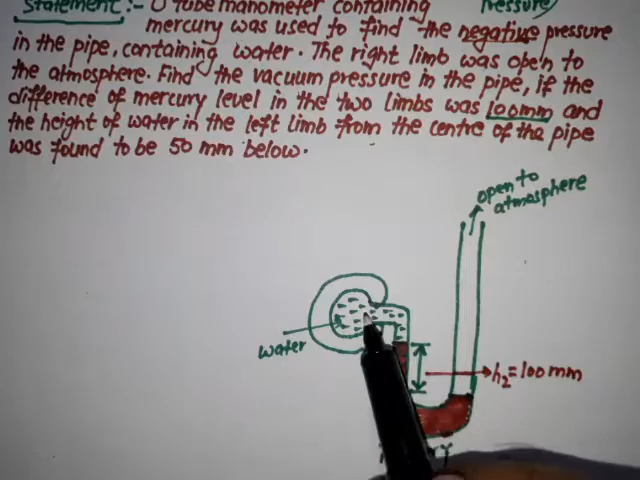 Statement:- U tube manometer containing Pressure)
mercury was used to find the negative pressure
in the pipe, containing water. The right limb was open to
the atmosphere. Find the vacuum pressure in the pipe, if the
difference of mercury level in the two limbs was 100mm and
the height of water in the left limb from the centre of the pipe
was found to be 50 mm below.
open to
atmosphere
water
h2=100mm